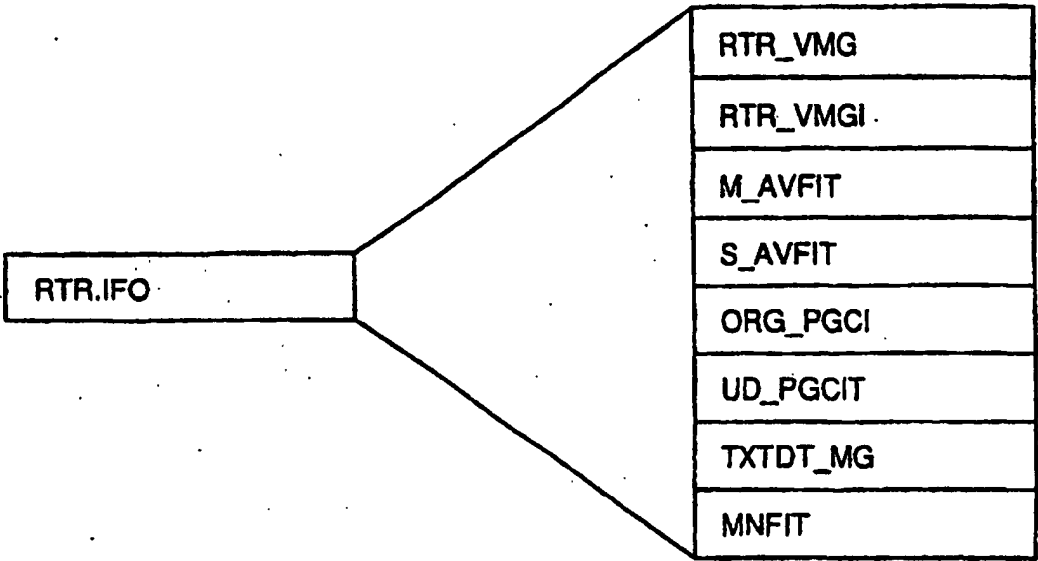 RTR_VMG
RTR_VMGI
M_AVFIT
S_AVFIT
RTR.IFO
ORG_PGCI
UD_PGCIT
TXTDT_MG
MNFIT